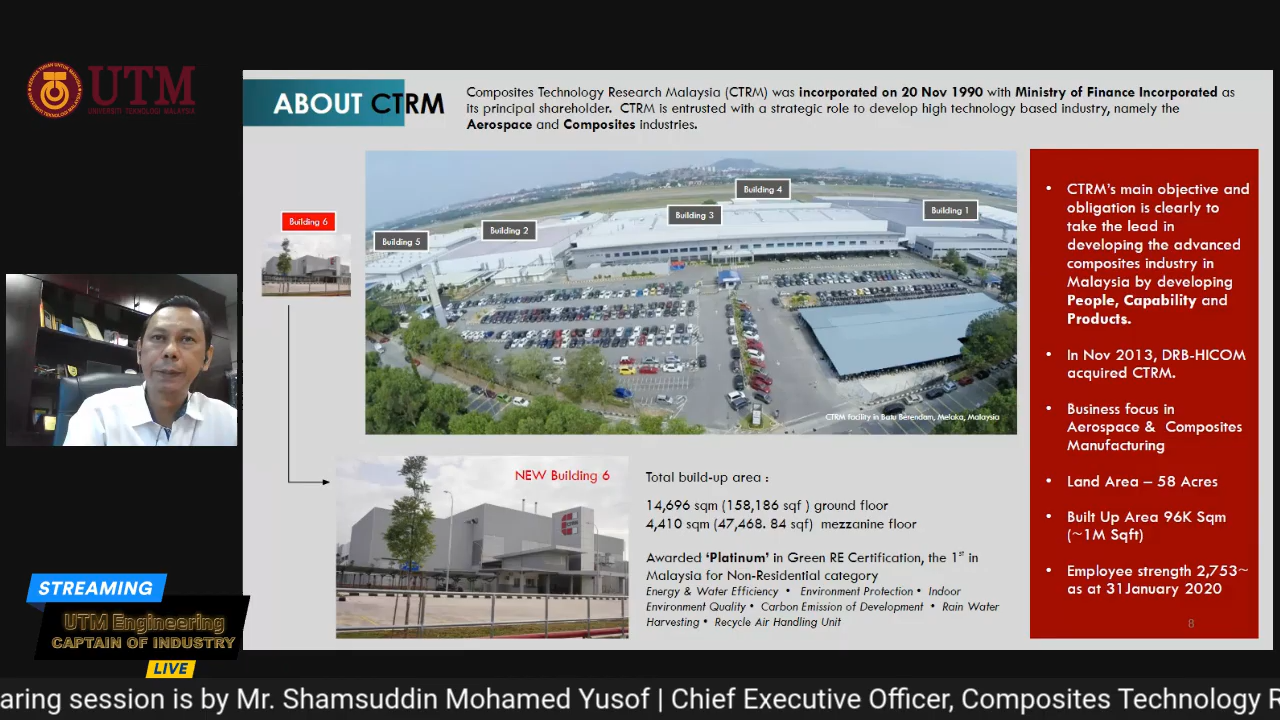 UTM
UNIVERSITI TEKNOLOGI MALAYSIA
ABOUT CTRM
Composites Technology Research Malaysia (CTRM) was incorporated on 20 Nov 1990 with Ministry of Finance Incorporated as
its principal shareholder. CTRM is entrusted with a strategic role to develop high technology based industry, namely the
Aerospace and Composites industries.
Building 6
Building 5
Building 2
Building 3
Building 4
Building 1
CTRM facility in Batu Berendam, Melaka, Malaysia
NEW Building 6
Total build-up area :
14,696 sqm (158,186 sqf ) ground floor
4,410 sqm (47,468. 84 sqf) mezzanine floor
Awarded ‘Platinum’ in Green RE Certification, the 1st in
Malaysia for Non-Residential category
Energy & Water Efficiency • Environment Protection • Indoor
Environment Quality • Carbon Emission of Development • Rain Water
Harvesting • Recycle Air Handling Unit
• CTRM’s main objective and
obligation is clearly to
take the lead in
developing the advanced
composites industry in
Malaysia by developing
People, Capability and
Products.
• In Nov 2013, DRB-HICOM
acquired CTRM.
• Business focus in
Aerospace & Composites
Manufacturing
• Land Area – 58 Acres
• Built Up Area 96K Sqm
(~1M Sqft)
• Employee strength 2,753~
as at 31January 2020
8
STREAMING
UTM Engineering
CAPTAIN OF INDUSTRY
LIVE
aring session is by Mr. Shamsuddin Mohamed Yusof | Chief Executive Officer, Composites Technology R